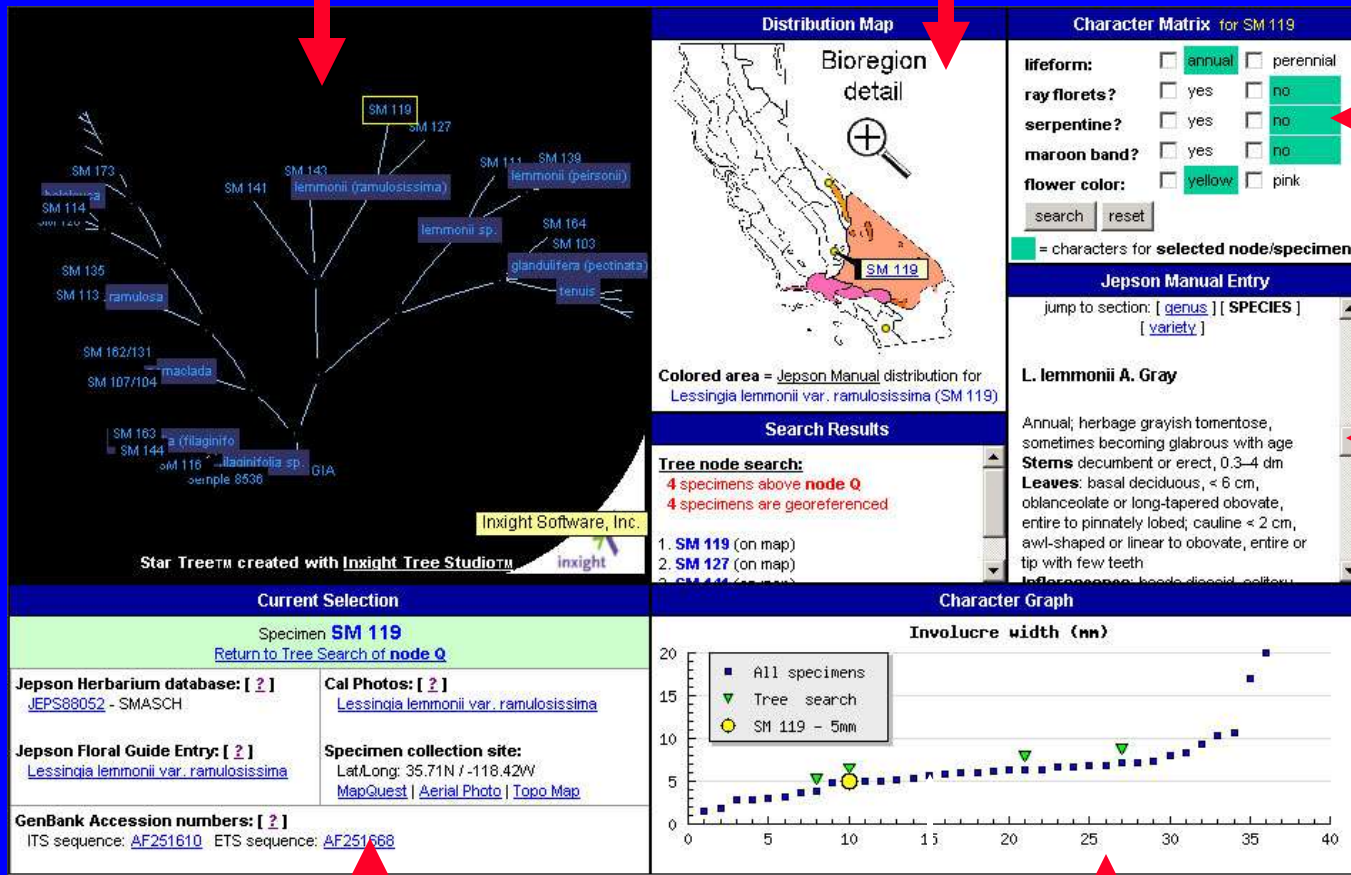 SM 119
SM 127
SM 173
SM 143
SM 111
SM 139
lemmonii (ramulosissima)
lemmonii (peirsonii)
SM 141
SM 114
lemmonii sp.
SM 164
SM 103
glandulifera (pectinata)
tenuis
SM 135
SM 113
ramulosa
SM 162/131
SM 107/104
SM 163
SM 144
SM 116
Semple 8536
GIA
Inxight Software, Inc.
inxight
Star Tree™ created with Inxight Tree Studio™
Distribution Map
Bioregion
detail
SM 119
Colored area = Jepson Manual distribution for
Lessingia lemmonii var. ramulosissima (SM 119)
Character Matrix for SM 119
lifeform: annual perennial
ray florets? yes no
serpentine? yes no
maroon band? yes no
flower color: yellow pink
search reset
= characters for selected node/specimen
Search Results
Tree node search:
4 specimens above node Q
4 specimens are georeferenced
1. SM 119 (on map)
2. SM 127 (on map)
Jepson Manual Entry
jump to section: [ genus ] [ SPECIES ]
[ variety ]
L. lemmonii A. Gray
Annual; herbage grayish tomentose,
sometimes becoming glabrous with age
Stems decumbent or erect, 0.3–4 dm
Leaves: basal deciduous, < 6 cm,
oblanceolate or long-tapered obovate,
entire to pinnately lobed; cauline < 2 cm,
awl-shaped or linear to obovate, entire or
tip with few teeth
Current Selection
Specimen SM 119
Return to Tree Search of node Q
Jepson Herbarium database: [ ? ]
JEPS88052 - SMASCH
Cal Photos: [ ? ]
Lessingia lemmonii var. ramulosissima
Jepson Floral Guide Entry: [ ? ]
Lessingia lemmonii var. ramulosissima
Specimen collection site:
Lat/Long: 35.71N / -118.42W
MapQuest | Aerial Photo | Topo Map
GenBank Accession numbers: [ ? ]
ITS sequence: AF251610 ETS sequence: AF251668
Character Graph
Involucre width (mm)
All specimens
Tree search
SM 119 - 5mm
20
15
10
5
0
0 5 10 15 20 25 30 35 40